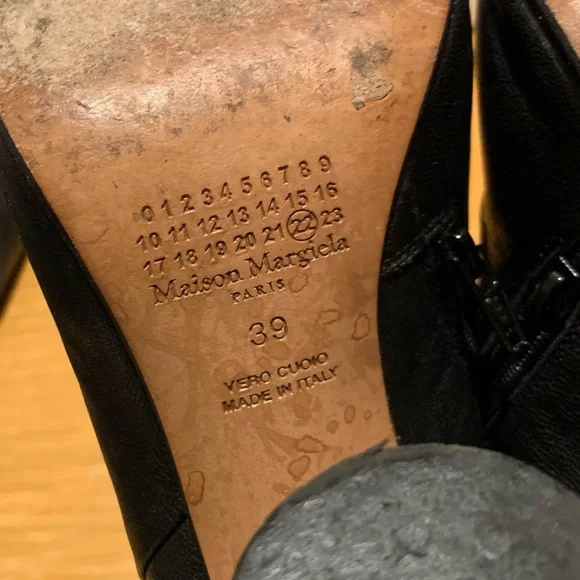 0 1 2 3 4 5 6 7 8 9
10 11 12 13 14 15 16
17 18 19 20 21 22 23
Maison Margiela
PARIS
39
VERO CUOIO
MADE IN ITALY